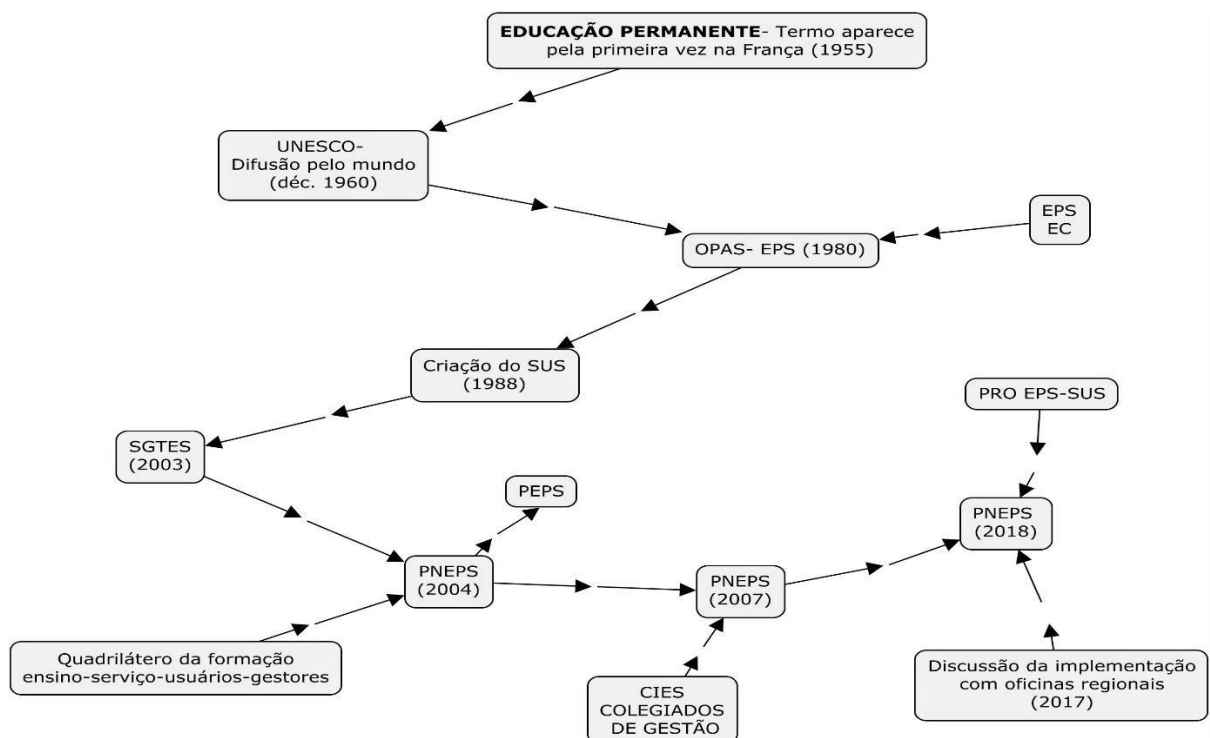 EDUCAÇÃO PERMANENTE- Termo aparece
pela primeira vez na França (1955)
UNESCO-
Difusão pelo mundo
(déc. 1960)
EPS
EC
OPAS- EPS (1980)
Criação do SUS
(1988)
PRO EPS-SUS
SGTES
(2003)
PEPS
PNEPS
(2018)
PNEPS
(2004)
PNEPS
(2007)
Quadrilátero da formação
ensino-serviço-usuários-gestores
CIES
COLEGIADOS
DE GESTÃO
Discussão da implementação
com oficinas regionais
(2017)